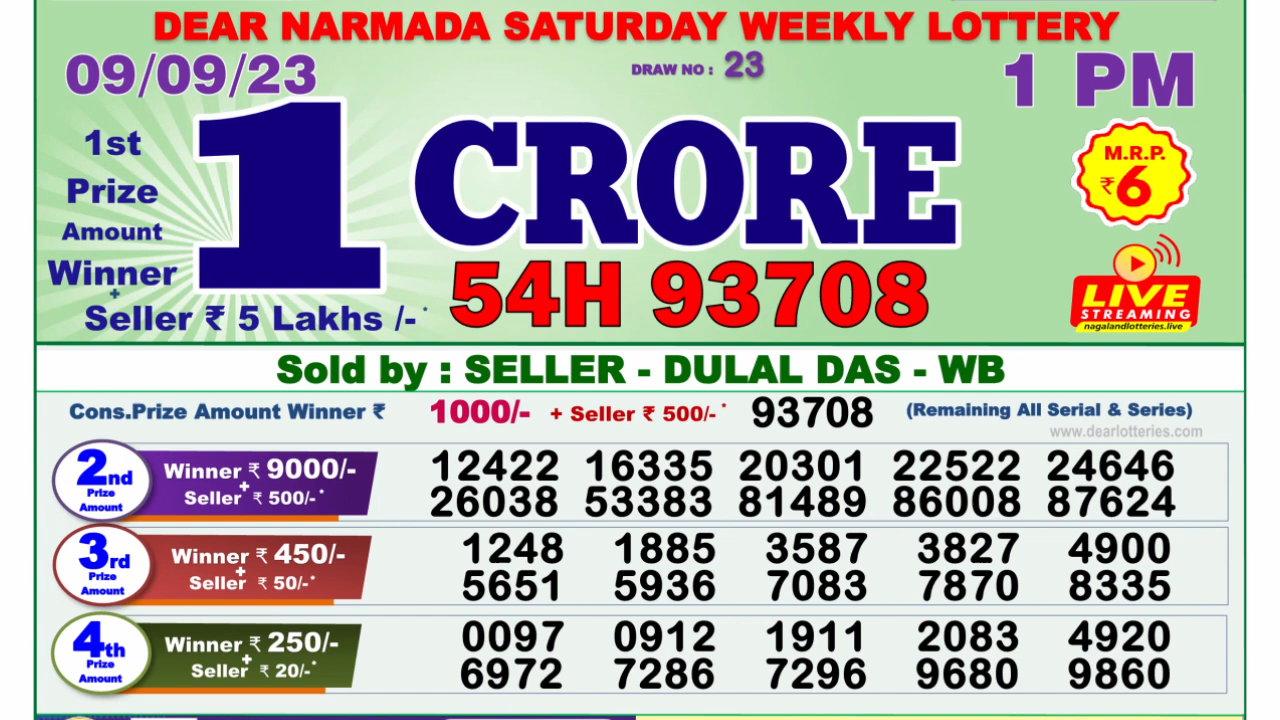 DEAR NARMADA SATURDAY WEEKLY LOTTERY
09/09/23
DRAW NO : 23
1 PM
1st
Prize
Amount
Winner
+
Seller ₹ 5 Lakhs /- *
1 CRORE
54H 93708
M.R.P.
₹6
LIVE
STREAMING
nagalandlotteries.live
Sold by : SELLER - DULAL DAS - WB
Cons.Prize Amount Winner ₹ 1000/- + Seller ₹ 500/- * 93708 (Remaining All Serial & Series)
www.dearlotteries.com
2nd
Prize
Amount
Winner ₹ 9000/-
+
Seller ₹ 500/- *
12422 16335 20301 22522 24646
26038 53383 81489 86008 87624
3rd
Prize
Amount
Winner ₹ 450/-
+
Seller ₹ 50/- *
1248 1885 3587 3827 4900
5651 5936 7083 7870 8335
4th
Prize
Amount
Winner ₹ 250/-
+
Seller ₹ 20/- *
0097 0912 1911 2083 4920
6972 7286 7296 9680 9860